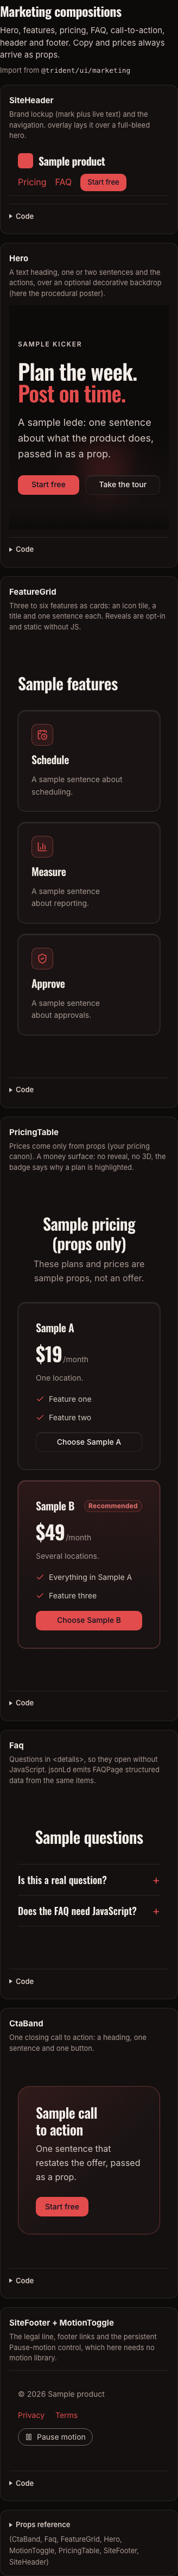 Marketing compositions
Hero, features, pricing, FAQ, call-to-action,
header and footer. Copy and prices always
arrive as props.
Import from @trident/ui/marketing
SiteHeader
Brand lockup (mark plus live text) and the
navigation. overlay lays it over a full-bleed
hero.
Sample product
Pricing FAQ Start free
Code
Hero
A text heading, one or two sentences and the
actions, over an optional decorative backdrop
(here the procedural poster).
SAMPLE KICKER
Plan the week.
Post on time.
A sample lede: one sentence
about what the product does,
passed in as a prop.
Start free Take the tour
Code
FeatureGrid
Three to six features as cards: an icon tile, a
title and one sentence each. Reveals are opt-in
and static without JS.
Sample features
Schedule
A sample sentence about
scheduling.
Measure
A sample sentence
about reporting.
Approve
A sample sentence
about approvals.
Code
PricingTable
Prices come only from props (your pricing
canon). A money surface: no reveal, no 3D, the
badge says why a plan is highlighted.
Sample pricing
(props only)
These plans and prices are
sample props, not an offer.
Sample A
$19/month
One location.
Feature one
Feature two
Choose Sample A
Sample B Recommended
$49/month
Several locations.
Everything in Sample A
Feature three
Choose Sample B
Code
Faq
Questions in <details>, so they open without
JavaScript. jsonLd emits FAQPage structured
data from the same items.
Sample questions
Is this a real question? +
Does the FAQ need JavaScript? +
Code
CtaBand
One closing call to action: a heading, one
sentence and one button.
Sample call
to action
One sentence that
restates the offer, passed
as a prop.
Start free
Code
SiteFooter + MotionToggle
The legal line, footer links and the persistent
Pause-motion control, which here needs no
motion library.
© 2026 Sample product
Privacy Terms
Pause motion
Code
Props reference
(CtaBand, Faq, FeatureGrid, Hero,
MotionToggle, PricingTable, SiteFooter,
SiteHeader)